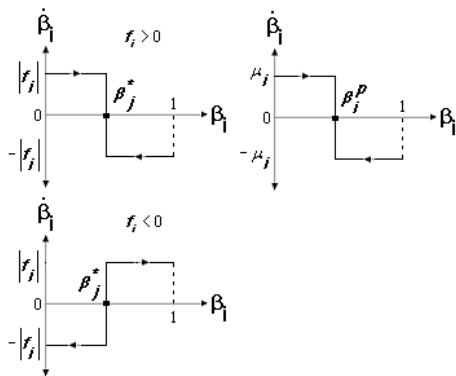 β̇ᵢ
fᵢ > 0
|fⱼ|
β*ⱼ
1
0
βᵢ
-|fⱼ|
β̇ᵢ
μⱼ
βᵖⱼ
1
0
βᵢ
-μⱼ
β̇ᵢ
fᵢ < 0
|fⱼ|
β*ⱼ
0
1
βᵢ
-|fⱼ|